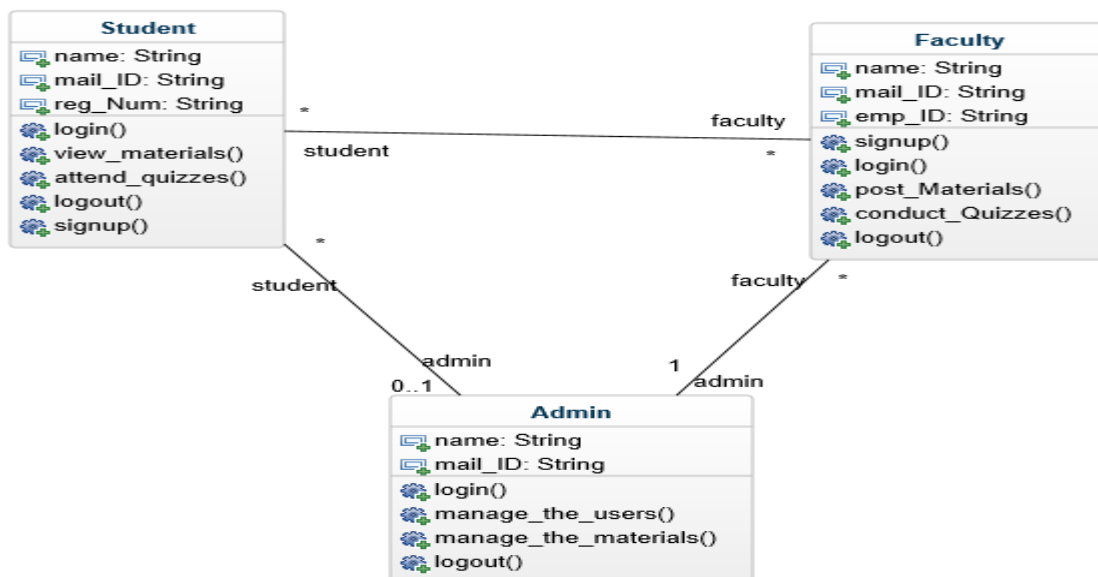 Student
name: String
mail_ID: String
reg_Num: String
login()
view_materials()
attend_quizzes()
logout()
signup()
*
student
faculty
*
Faculty
name: String
mail_ID: String
emp_ID: String
signup()
login()
post_Materials()
conduct_Quizzes()
logout()
*
student
admin
0..1
faculty
*
1
admin
Admin
name: String
mail_ID: String
login()
manage_the_users()
manage_the_materials()
logout()